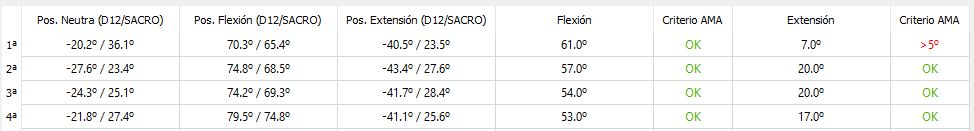 Pos. Neutra (D12/SACRO) Pos. Flexión (D12/SACRO) Pos. Extensión (D12/SACRO) Flexión Criterio AMA Extensión Criterio AMA
1ª -20.2º / 36.1º 70.3º / 65.4º -40.5º / 23.5º 61.0º OK 7.0º >5º
2ª -27.6º / 23.4º 74.8º / 68.5º -43.4º / 27.6º 57.0º OK 20.0º OK
3ª -24.3º / 25.1º 74.2º / 69.3º -41.7º / 28.4º 54.0º OK 20.0º OK
4ª -21.8º / 27.4º 79.5º / 74.8º -41.1º / 25.6º 53.0º OK 17.0º OK